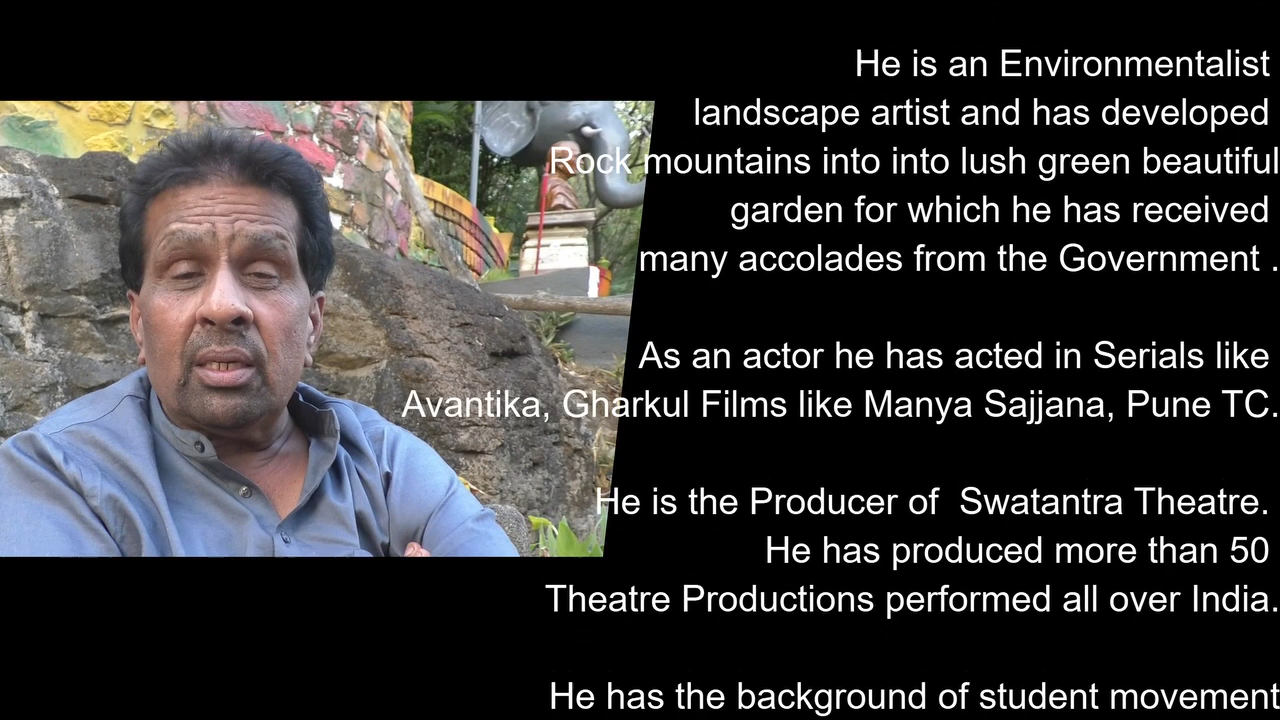 He is an Environmentalist
landscape artist and has developed
Rock mountains into into lush green beautiful
garden for which he has received
many accolades from the Government .
As an actor he has acted in Serials like
Avantika, Gharkul Films like Manya Sajjana, Pune TC.
He is the Producer of  Swatantra Theatre.
He has produced more than 50
Theatre Productions performed all over India.
He has the background of student movement